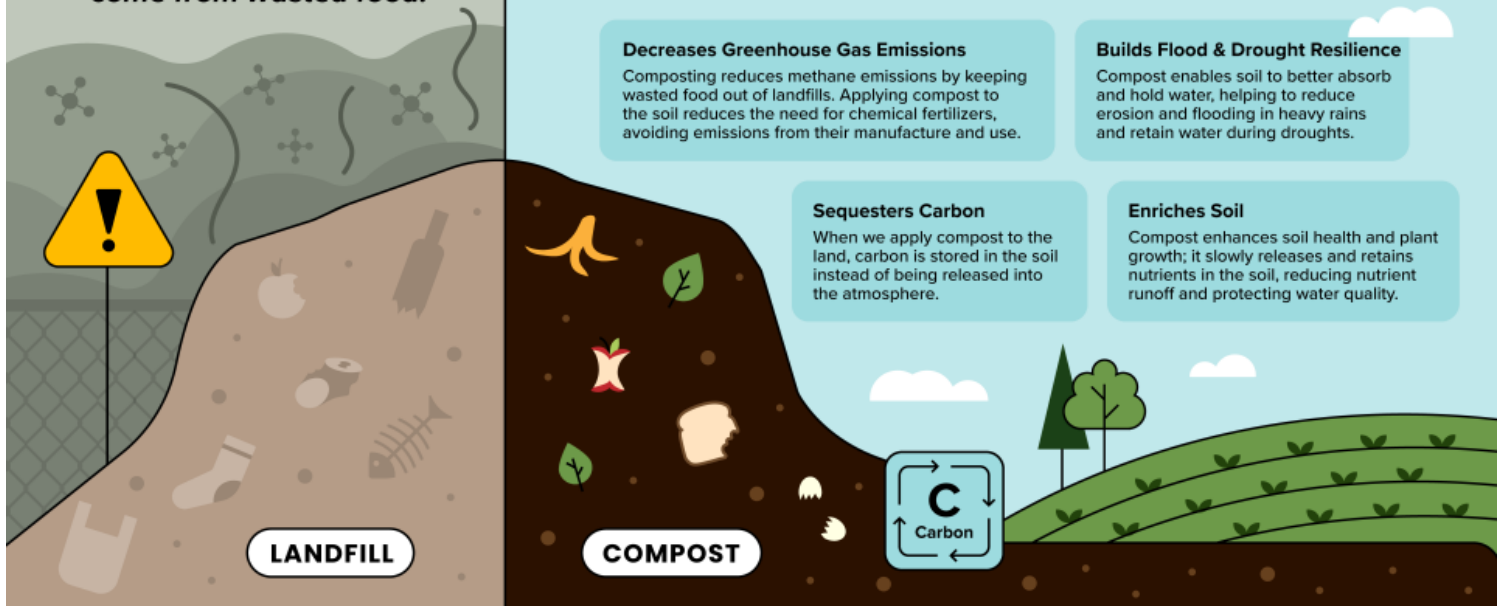 come from wasted food.
Decreases Greenhouse Gas Emissions
Composting reduces methane emissions by keeping
wasted food out of landfills. Applying compost to
the soil reduces the need for chemical fertilizers,
avoiding emissions from their manufacture and use.
Builds Flood & Drought Resilience
Compost enables soil to better absorb
and hold water, helping to reduce
erosion and flooding in heavy rains
and retain water during droughts.
Sequesters Carbon
When we apply compost to the
land, carbon is stored in the soil
instead of being released into
the atmosphere.
Enriches Soil
Compost enhances soil health and plant
growth; it slowly releases and retains
nutrients in the soil, reducing nutrient
runoff and protecting water quality.
!
C
Carbon
LANDFILL
COMPOST